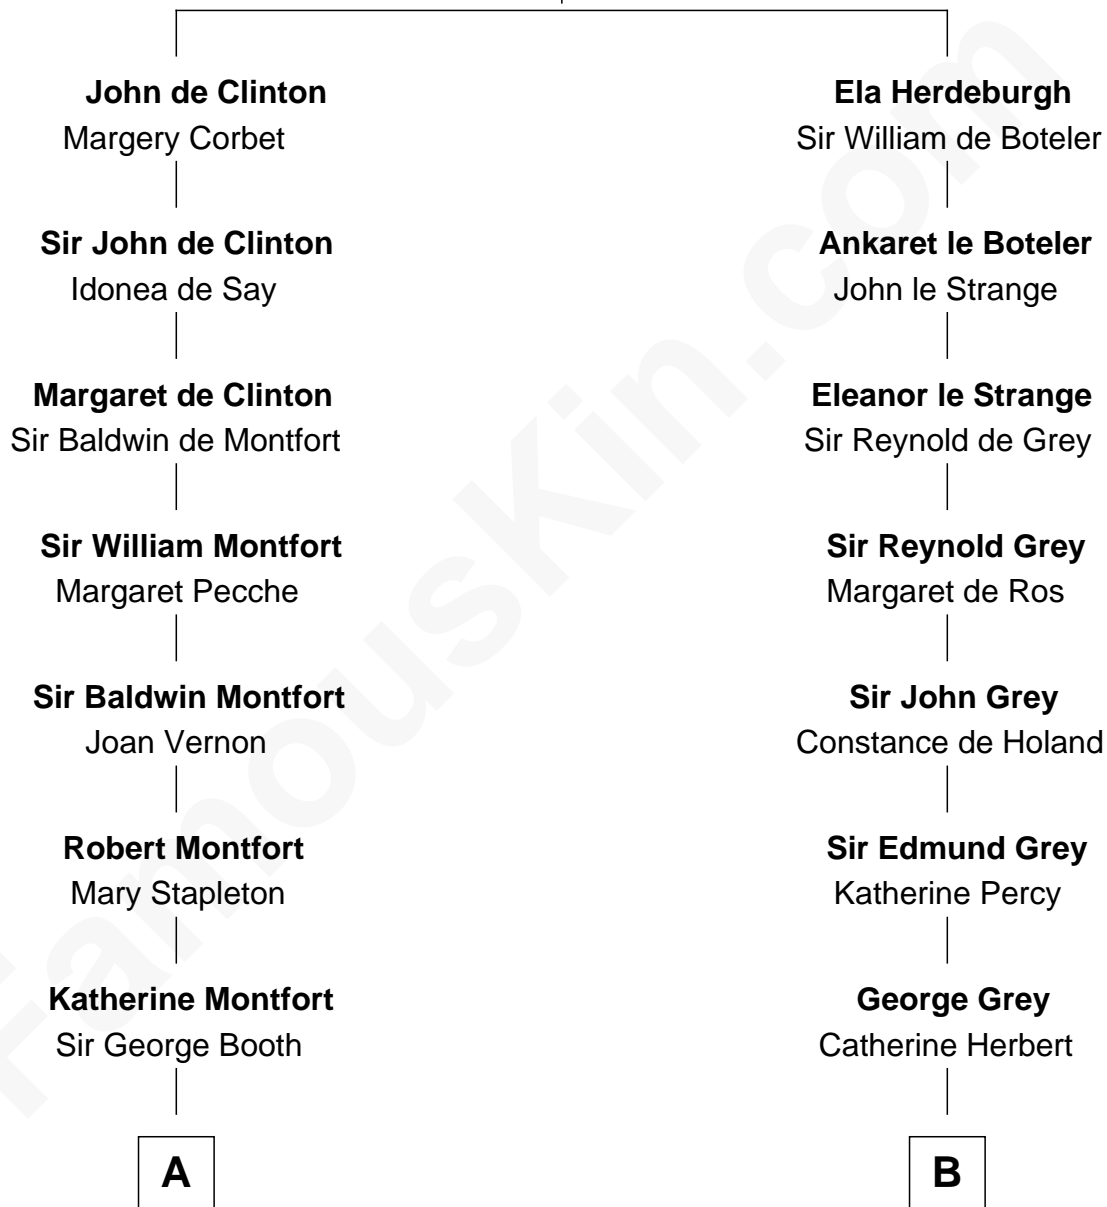 John de Clinton
Margery Corbet
Sir John de Clinton
Idonea de Say
Margaret de Clinton
Sir Baldwin de Montfort
Sir William Montfort
Margaret Pecche
Sir Baldwin Montfort
Joan Vernon
Robert Montfort
Mary Stapleton
Katherine Montfort
Sir George Booth
A
Ela Herdeburgh
Sir William de Boteler
Ankaret le Boteler
John le Strange
Eleanor le Strange
Sir Reynold de Grey
Sir Reynold Grey
Margaret de Ros
Sir John Grey
Constance de Holand
Sir Edmund Grey
Katherine Percy
George Grey
Catherine Herbert
B
FamousKin.com